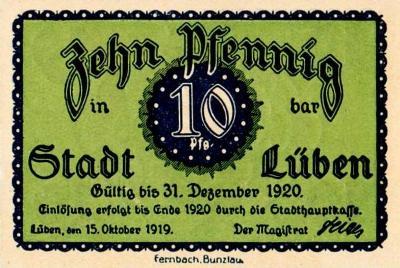 Zehn Pfennig
in 10 bar
Pfg.
Stadt Lüben
Gültig bis 31. Dezember 1920.
Einlösung erfolgt bis Ende 1920 durch die Stadthauptkasse.
Lüben, den 15. Oktober 1919. Der Magistrat
Fernbach, Bunzlau.